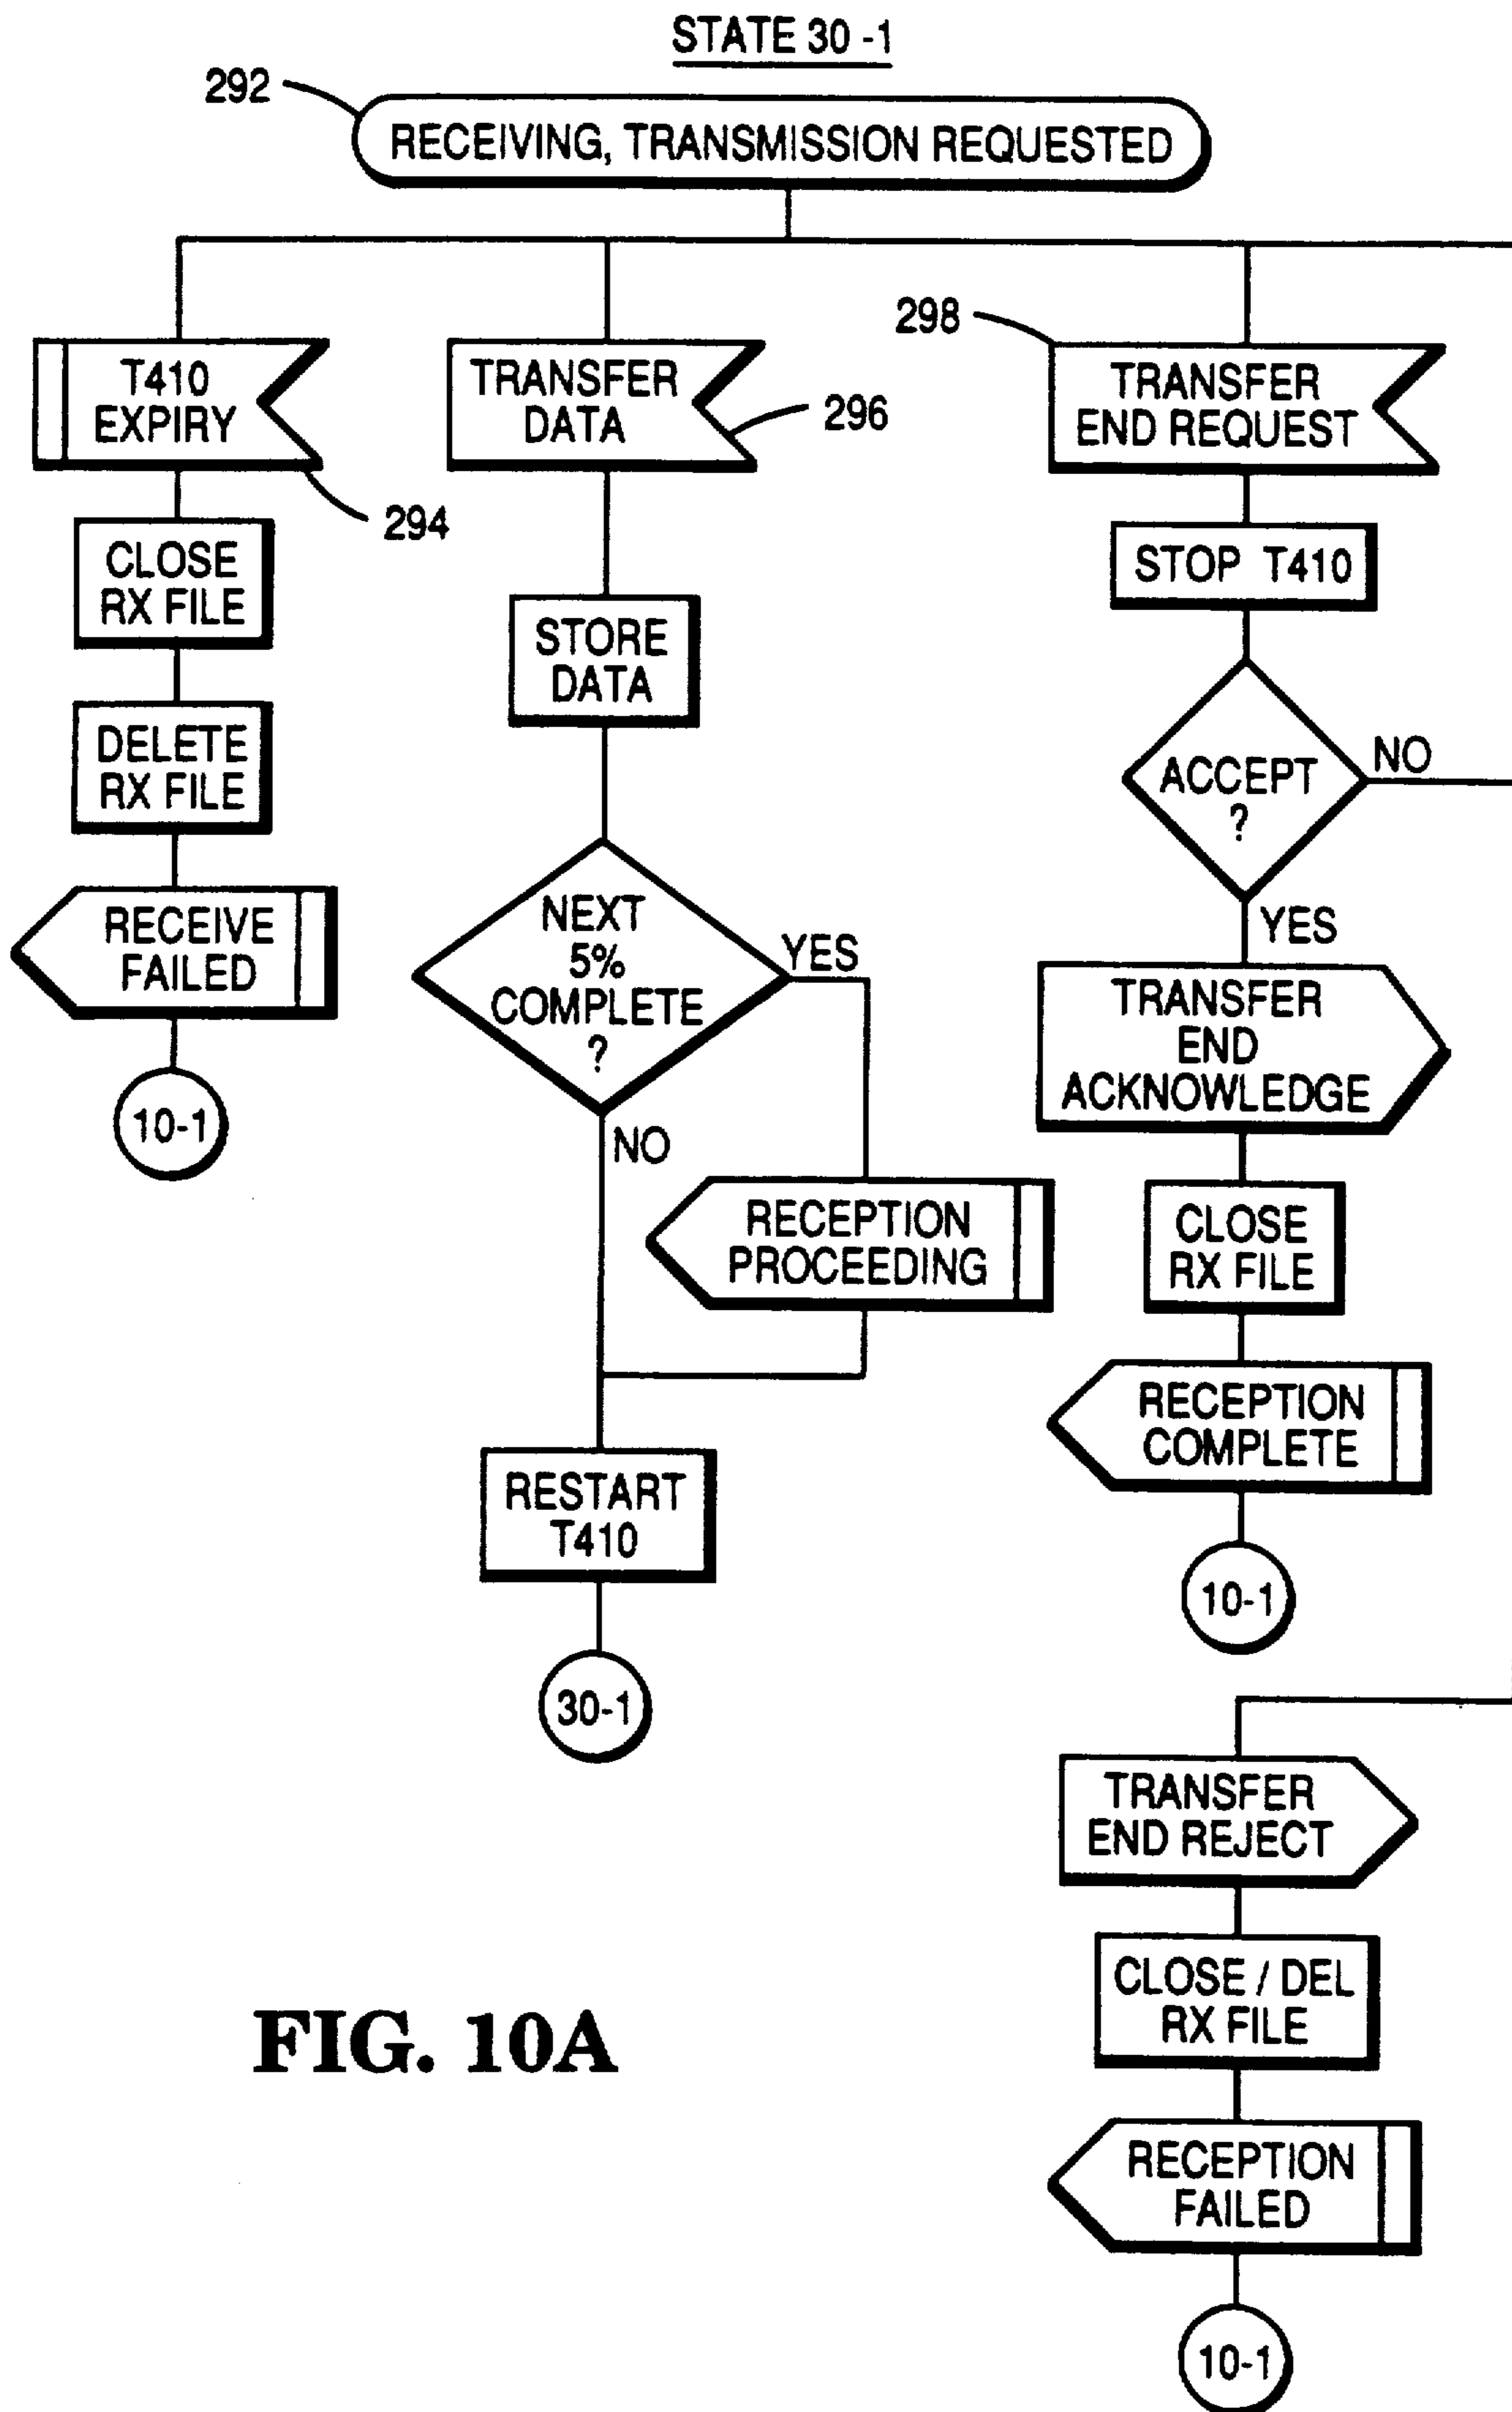 STATE 30-1
292
RECEIVING, TRANSMISSION REQUESTED
T410
EXPIRY
294
CLOSE
RX FILE
DELETE
RX FILE
RECEIVE
FAILED
10-1
TRANSFER
DATA
296
STORE
DATA
NEXT
5%
COMPLETE
?
YES
NO
RECEPTION
PROCEEDING
RESTART
T410
30-1
298
TRANSFER
END REQUEST
STOP T410
ACCEPT
?
NO
YES
TRANSFER
END
ACKNOWLEDGE
CLOSE
RX FILE
RECEPTION
COMPLETE
10-1
TRANSFER
END REJECT
CLOSE / DEL
RX FILE
RECEPTION
FAILED
10-1
FIG. 10A